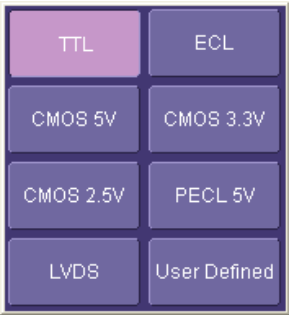 TTL
ECL
CMOS 5V
CMOS 3.3V
CMOS 2.5V
PECL 5V
LVDS
User Defined